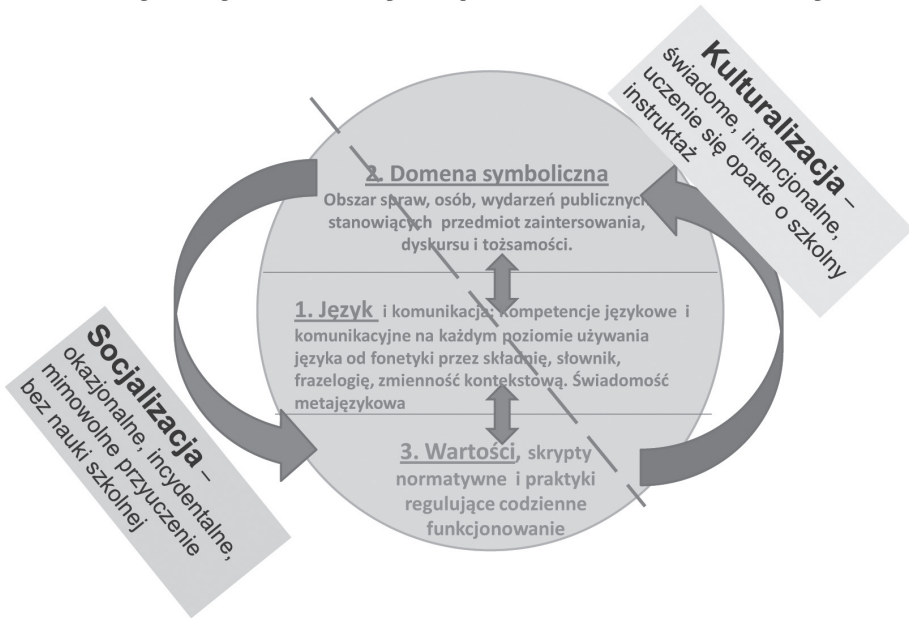 Kulturalizacja –
świadome, intencjonalne,
uczenie się oparte o szkolny
instruktaż
2. Domena symboliczna
Obszar spraw, osób, wydarzeń publicznych
stanowiących przedmiot zaintersowania,
dyskursu i tożsamości.
1. Język i komunikacja: kompetencje językowe i
komunikacyjne na każdym poziomie używania
języka od fonetyki przez składnię, słownik,
frazelogię, zmienność kontekstową. Świadomość
metajęzykowa
3. Wartości, skrypty
normatywne i praktyki
regulujące codzienne
funkcjonowanie
Socjalizacja –
okazjonalne, incydentalne,
mimowolne przyuczenie
bez nauki szkolnej